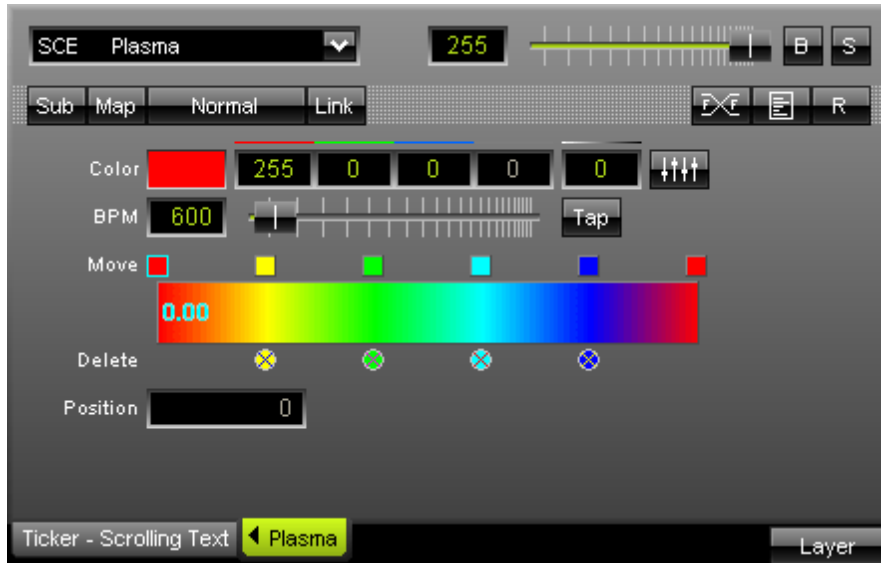 SCE Plasma 255 B S
Sub Map Normal Link R
Color 255 0 0 0 0
BPM 600 Tap
Move
0.00
Delete
Position 0
Ticker - Scrolling Text Plasma Layer